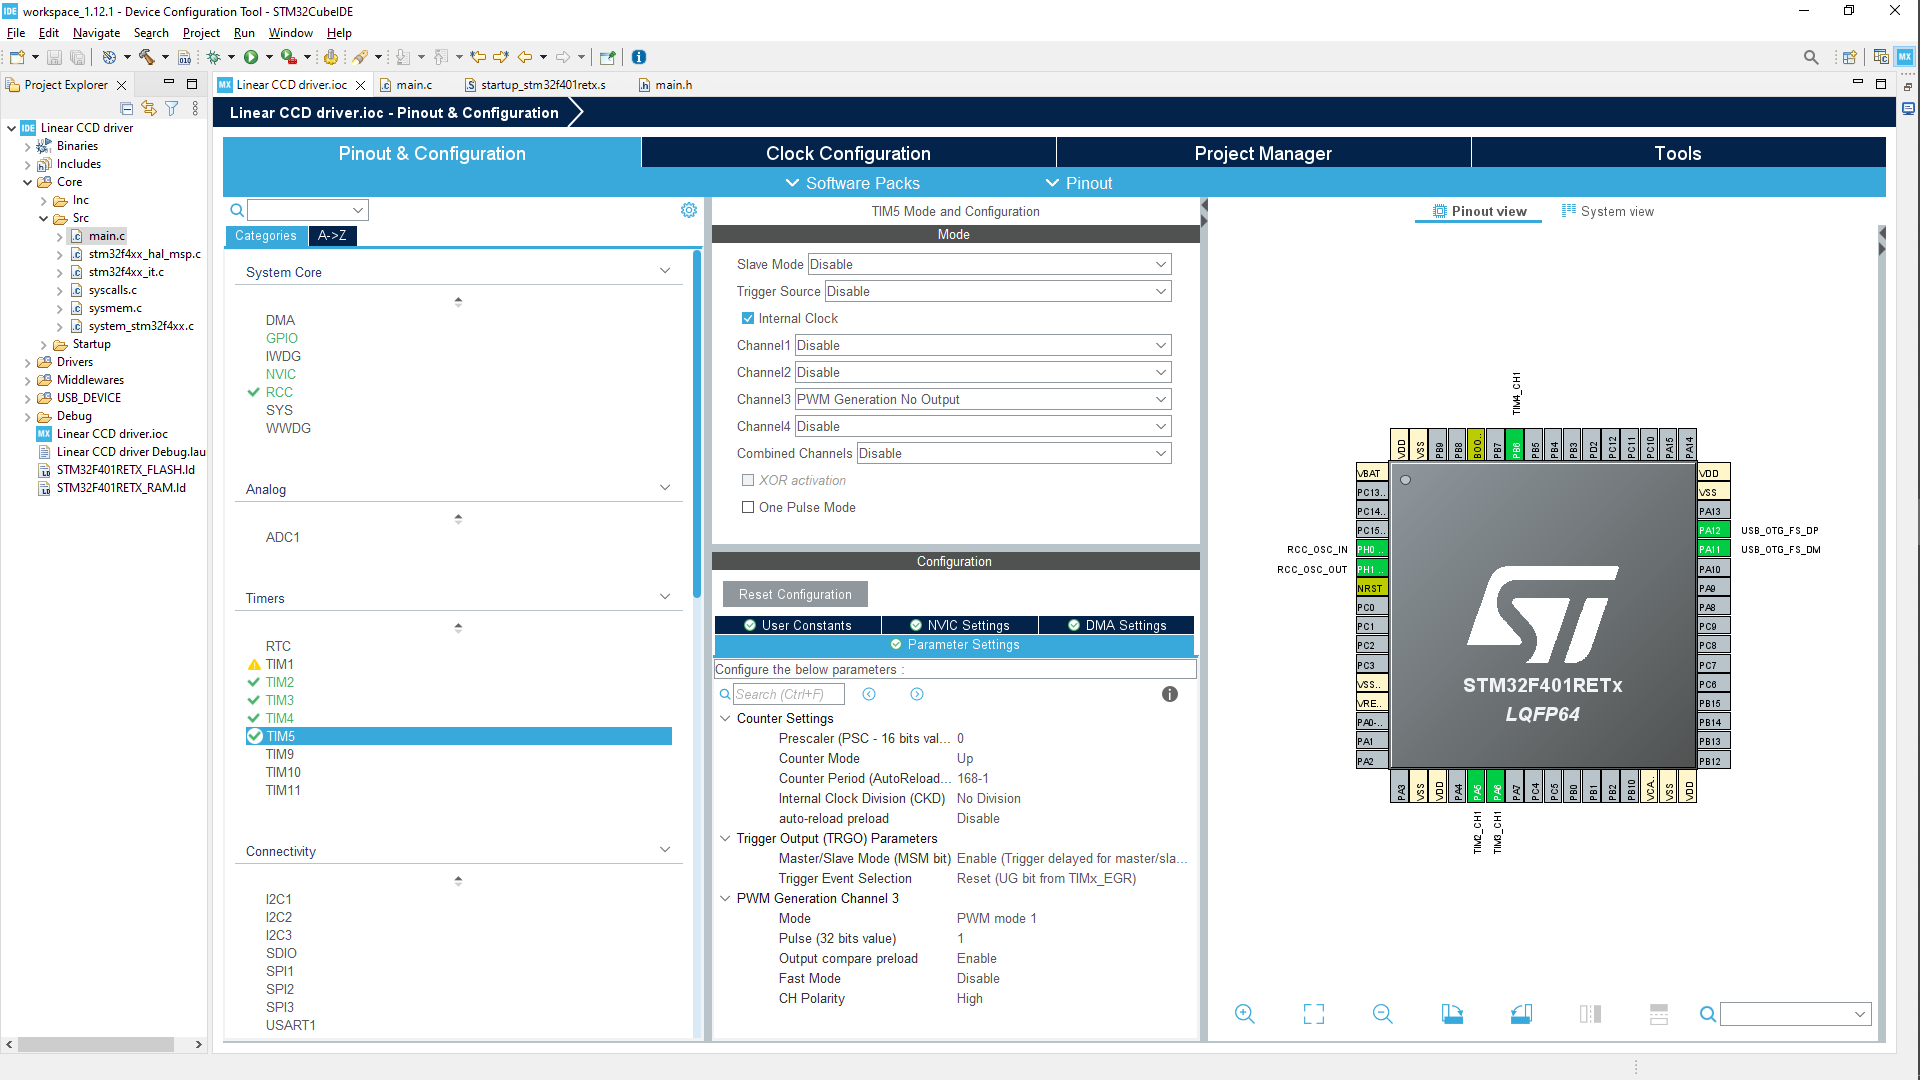 workspace_1.12.1 - Device Configuration Tool - STM32CubeIDE
File Edit Navigate Search Project Run Window Help
Project Explorer
Linear CCD driver.ioc main.c startup_stm32f401retx.s main.h
Linear CCD driver.ioc - Pinout & Configuration
Linear CCD driver
Binaries
Includes
Core
Inc
Src
main.c
stm32f4xx_hal_msp.c
stm32f4xx_it.c
syscalls.c
sysmem.c
system_stm32f4xx.c
Startup
Drivers
Middlewares
USB_DEVICE
Debug
Linear CCD driver.ioc
Linear CCD driver Debug.lau
STM32F401RETX_FLASH.ld
STM32F401RETX_RAM.ld
Pinout & Configuration Clock Configuration Project Manager Tools
Software Packs Pinout
Categories A->Z
System Core
DMA
GPIO
IWDG
NVIC
RCC
SYS
WWDG
Analog
ADC1
Timers
RTC
TIM1
TIM2
TIM3
TIM4
TIM5
TIM9
TIM10
TIM11
Connectivity
I2C1
I2C2
I2C3
SDIO
SPI1
SPI2
SPI3
USART1
TIM5 Mode and Configuration
Mode
Slave Mode Disable
Trigger Source Disable
Internal Clock
Channel1 Disable
Channel2 Disable
Channel3 PWM Generation No Output
Channel4 Disable
Combined Channels Disable
XOR activation
One Pulse Mode
Configuration
Reset Configuration
User Constants NVIC Settings DMA Settings
Parameter Settings
Configure the below parameters :
Search (Ctrl+F)
Counter Settings
Prescaler (PSC - 16 bits val... 0
Counter Mode Up
Counter Period (AutoReload... 168-1
Internal Clock Division (CKD) No Division
auto-reload preload Disable
Trigger Output (TRGO) Parameters
Master/Slave Mode (MSM bit) Enable (Trigger delayed for master/sla...
Trigger Event Selection Reset (UG bit from TIMx_EGR)
PWM Generation Channel 3
Mode PWM mode 1
Pulse (32 bits value) 1
Output compare preload Enable
Fast Mode Disable
CH Polarity High
Pinout view System view
TIM4_CH1
VDD VSS PB9 PB8 BOO.. PB7 PB6 PB5 PB4 PB3 PD2 PC12 PC11 PC10 PA15 PA14
VBAT
PC13..
PC14..
PC15..
RCC_OSC_IN PH0 ..
RCC_OSC_OUT PH1 ..
NRST
PC0
PC1
PC2
PC3
VSS..
VRE..
PA0-..
PA1
PA2
STM32F401RETx
LQFP64
VDD
VSS
PA13
PA12 USB_OTG_FS_DP
PA11 USB_OTG_FS_DM
PA10
PA9
PA8
PC9
PC8
PC7
PC6
PB15
PB14
PB13
PB12
PA3 VSS VDD PA4 PA5 PA6 PA7 PC4 PC5 PB0 PB1 PB2 PB10 VCA.. VSS VDD
TIM2_CH1 TIM3_CH1